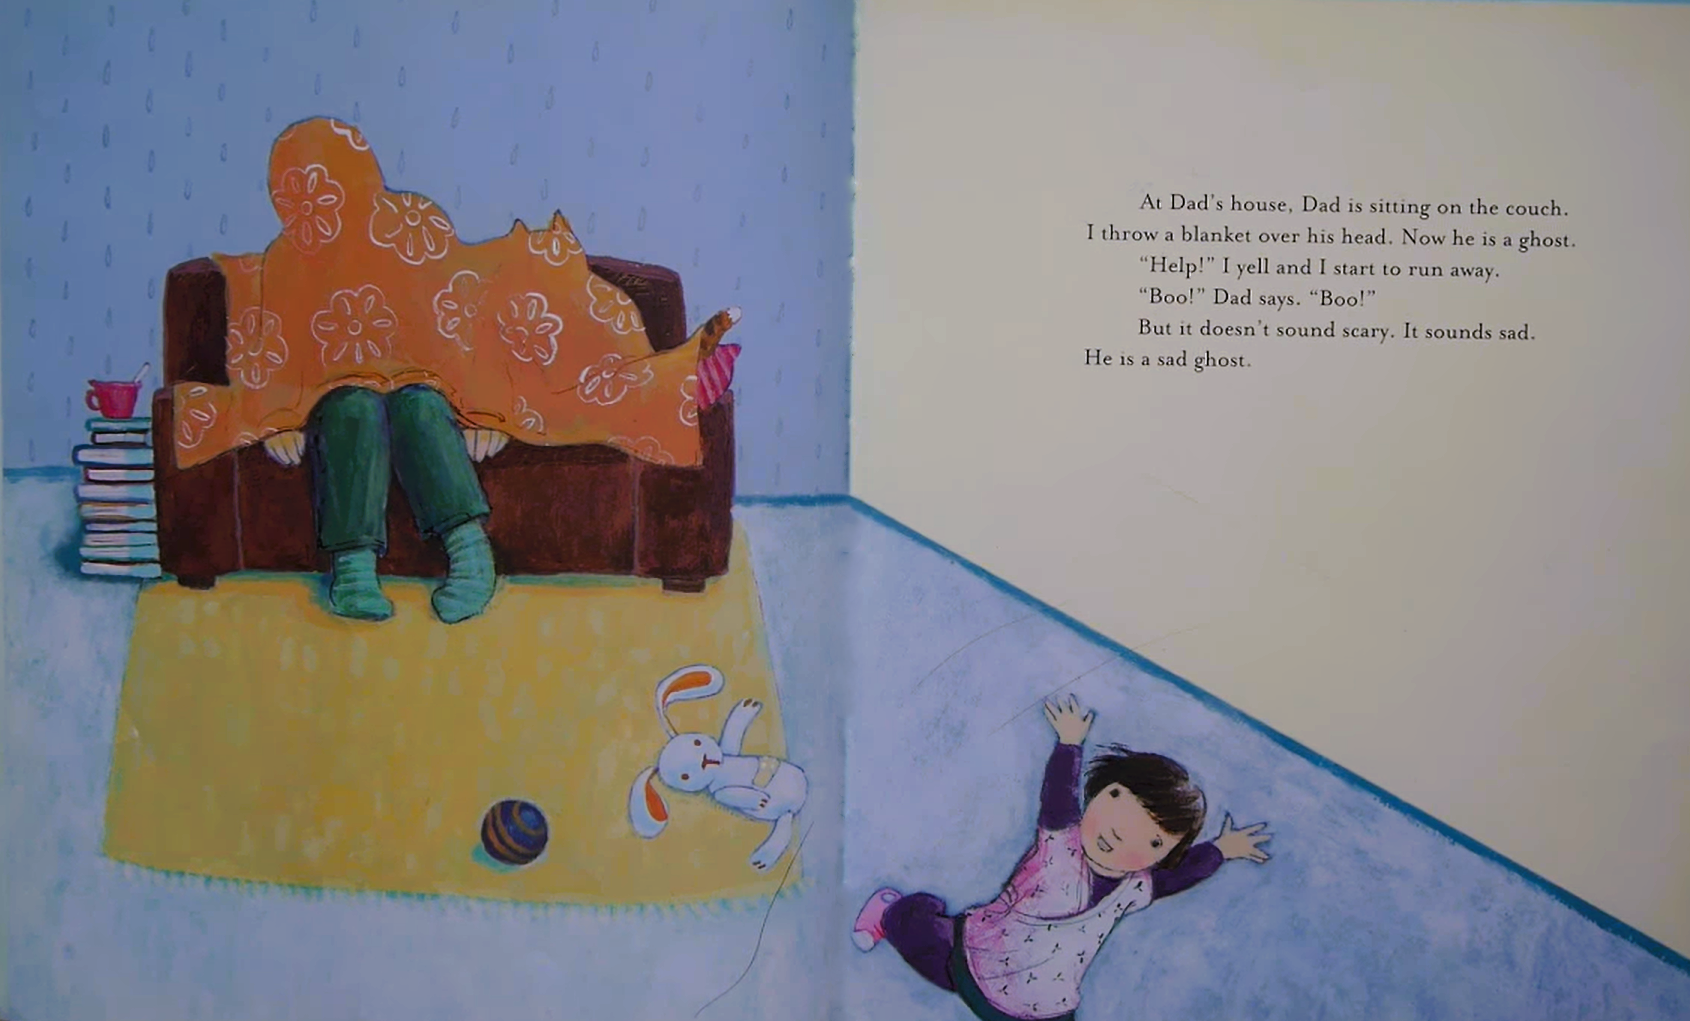 At Dad's house, Dad is sitting on the couch.
I throw a blanket over his head. Now he is a ghost.
“Help!” I yell and I start to run away.
“Boo!” Dad says. “Boo!”
But it doesn't sound scary. It sounds sad.
He is a sad ghost.